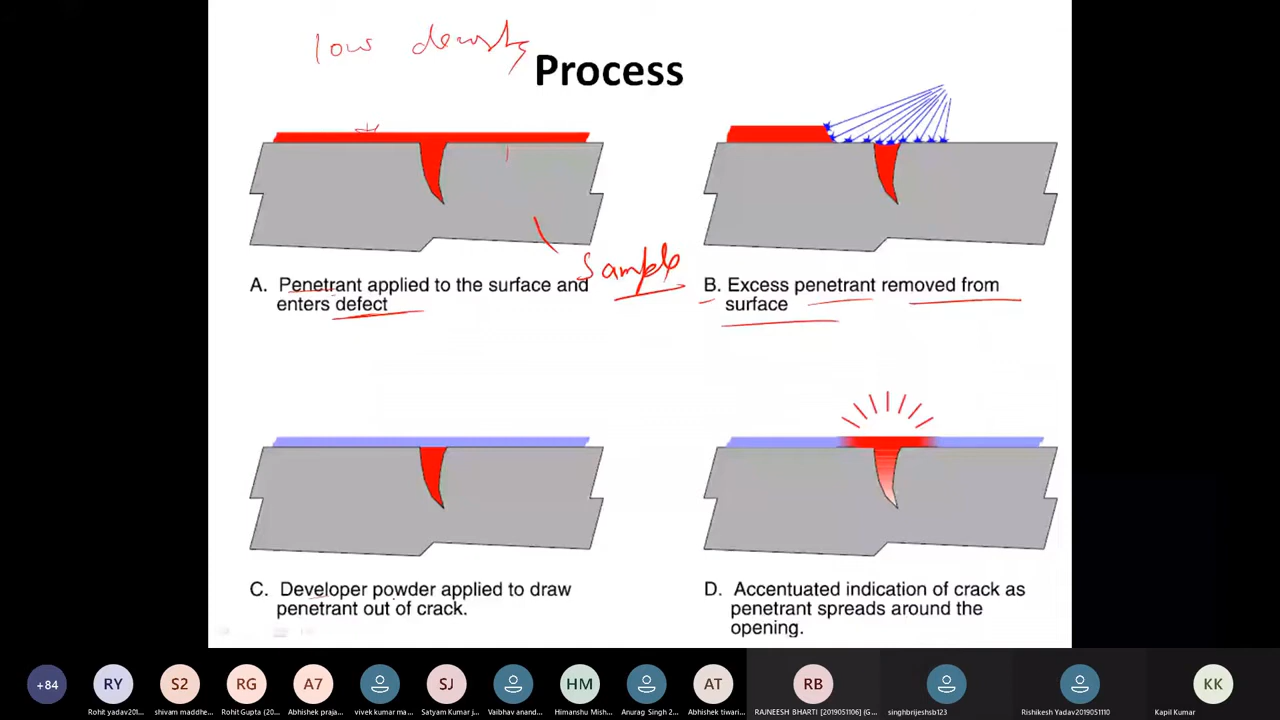 low density
Process
sample
A. Penetrant applied to the surface and
enters defect
B. Excess penetrant removed from
surface
C. Developer powder applied to draw
penetrant out of crack.
D. Accentuated indication of crack as
penetrant spreads around the
opening.
+84
RY
S2
RG
A7
SJ
HM
AT
RB
KK
Rohit yadav201...
shivam maddhe...
Rohit Gupta (20...
Abhishek praja...
vivek kumar ma...
Satyam Kumar j...
Vaibhav anand...
Himanshu Mish...
Anurag Singh 2...
Abhishek tiwari...
RAJNEESH BHARTI [2019051106] (G...
singhbrijeshsb123
Rishikesh Yadav2019051110
Kapil Kumar